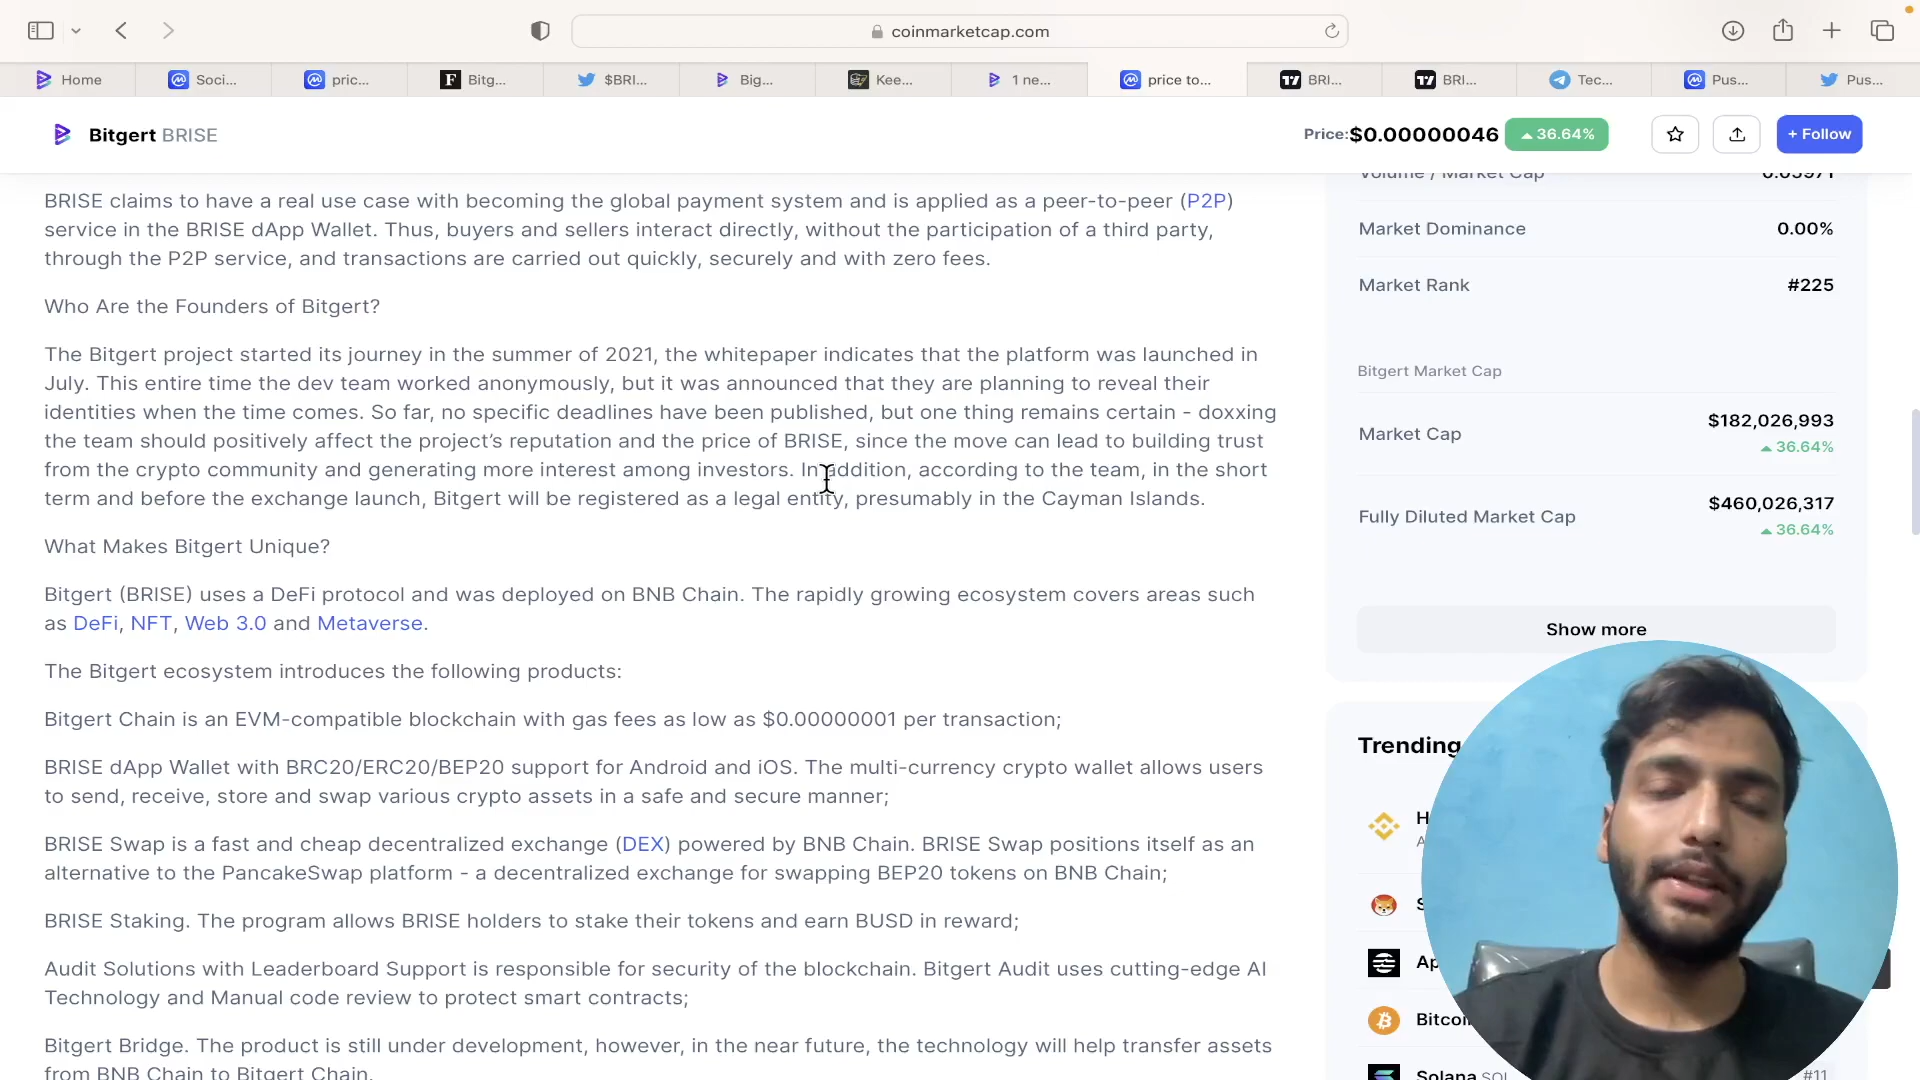 coinmarketcap.com
Home
Soci...
pric...
Bitg...
$BRI...
Big...
Kee...
1 ne...
price to...
BRI...
BRI...
Tec...
Pus...
Pus...
Bitgert BRISE
Price:$0.00000046
36.64%
+ Follow
BRISE claims to have a real use case with becoming the global payment system and is applied as a peer-to-peer (P2P)
service in the BRISE dApp Wallet. Thus, buyers and sellers interact directly, without the participation of a third party,
through the P2P service, and transactions are carried out quickly, securely and with zero fees.
Who Are the Founders of Bitgert?
The Bitgert project started its journey in the summer of 2021, the whitepaper indicates that the platform was launched in
July. This entire time the dev team worked anonymously, but it was announced that they are planning to reveal their
identities when the time comes. So far, no specific deadlines have been published, but one thing remains certain - doxxing
the team should positively affect the project's reputation and the price of BRISE, since the move can lead to building trust
from the crypto community and generating more interest among investors. In addition, according to the team, in the short
term and before the exchange launch, Bitgert will be registered as a legal entity, presumably in the Cayman Islands.
What Makes Bitgert Unique?
Bitgert (BRISE) uses a DeFi protocol and was deployed on BNB Chain. The rapidly growing ecosystem covers areas such
as DeFi, NFT, Web 3.0 and Metaverse.
The Bitgert ecosystem introduces the following products:
Bitgert Chain is an EVM-compatible blockchain with gas fees as low as $0.00000001 per transaction;
BRISE dApp Wallet with BRC20/ERC20/BEP20 support for Android and iOS. The multi-currency crypto wallet allows users
to send, receive, store and swap various crypto assets in a safe and secure manner;
BRISE Swap is a fast and cheap decentralized exchange (DEX) powered by BNB Chain. BRISE Swap positions itself as an
alternative to the PancakeSwap platform - a decentralized exchange for swapping BEP20 tokens on BNB Chain;
BRISE Staking. The program allows BRISE holders to stake their tokens and earn BUSD in reward;
Audit Solutions with Leaderboard Support is responsible for security of the blockchain. Bitgert Audit uses cutting-edge AI
Technology and Manual code review to protect smart contracts;
Bitgert Bridge. The product is still under development, however, in the near future, the technology will help transfer assets
from BNB Chain to Bitgert Chain.
Volume / Market Cap 0.03971
Market Dominance 0.00%
Market Rank #225
Bitgert Market Cap
Market Cap $182,026,993
36.64%
Fully Diluted Market Cap $460,026,317
36.64%
Show more
Trending
H
A
S
Ap
Bitcoi
Solana SOL #11